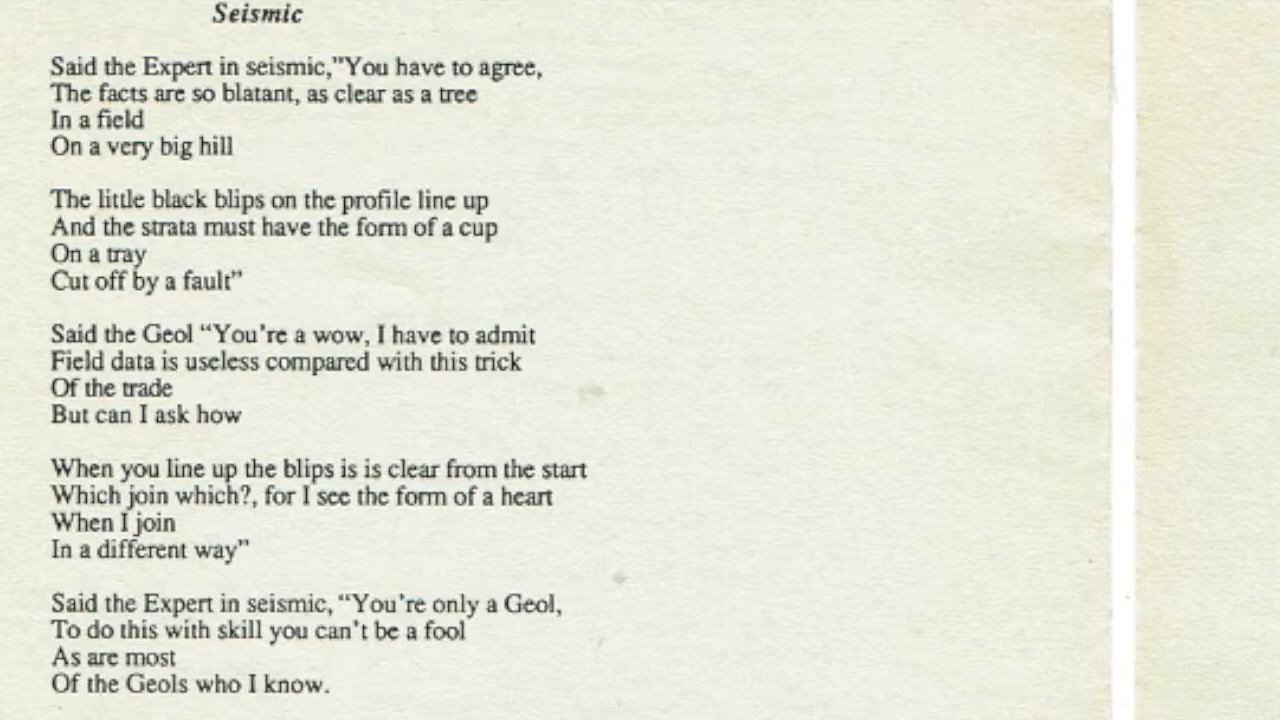 Seismic
Said the Expert in seismic,”You have to agree,
The facts are so blatant, as clear as a tree
In a field
On a very big hill
The little black blips on the profile line up
And the strata must have the form of a cup
On a tray
Cut off by a fault”
Said the Geol “You’re a wow, I have to admit
Field data is useless compared with this trick
Of the trade
But can I ask how
When you line up the blips is is clear from the start
Which join which?, for I see the form of a heart
When I join
In a different way”
Said the Expert in seismic, “You’re only a Geol,
To do this with skill you can’t be a fool
As are most
Of the Geols who I know.